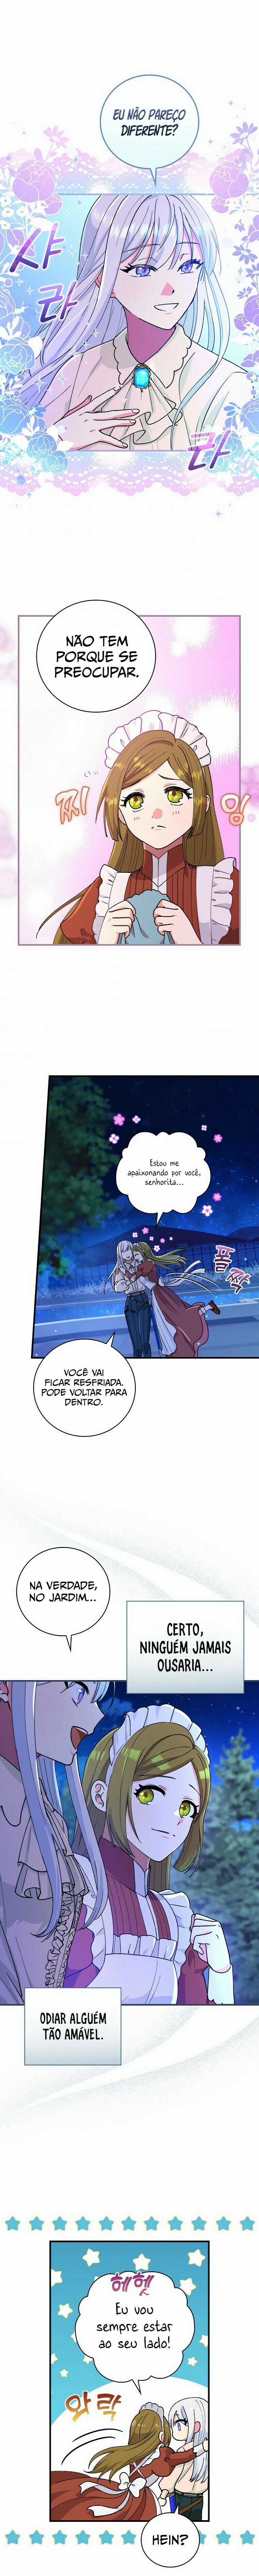 EU NÃO PAREÇO
DIFERENTE?
샤
라
라
NÃO TEM
PORQUE SE
PREOCUPAR.
찌
잉
Estou me
apaixonando por você,
senhorita...
폴
짝
VOCÊ VAI
FICAR RESFRIADA.
PODE VOLTAR PARA
DENTRO.
NA VERDADE,
NO JARDIM...
CERTO,
NINGUÉM JAMAIS
OUSARIA...
ODIAR ALGUÉM
TÃO AMÁVEL.
헤헷
Eu vou
sempre estar
ao seu lado!
와락
HEIN?